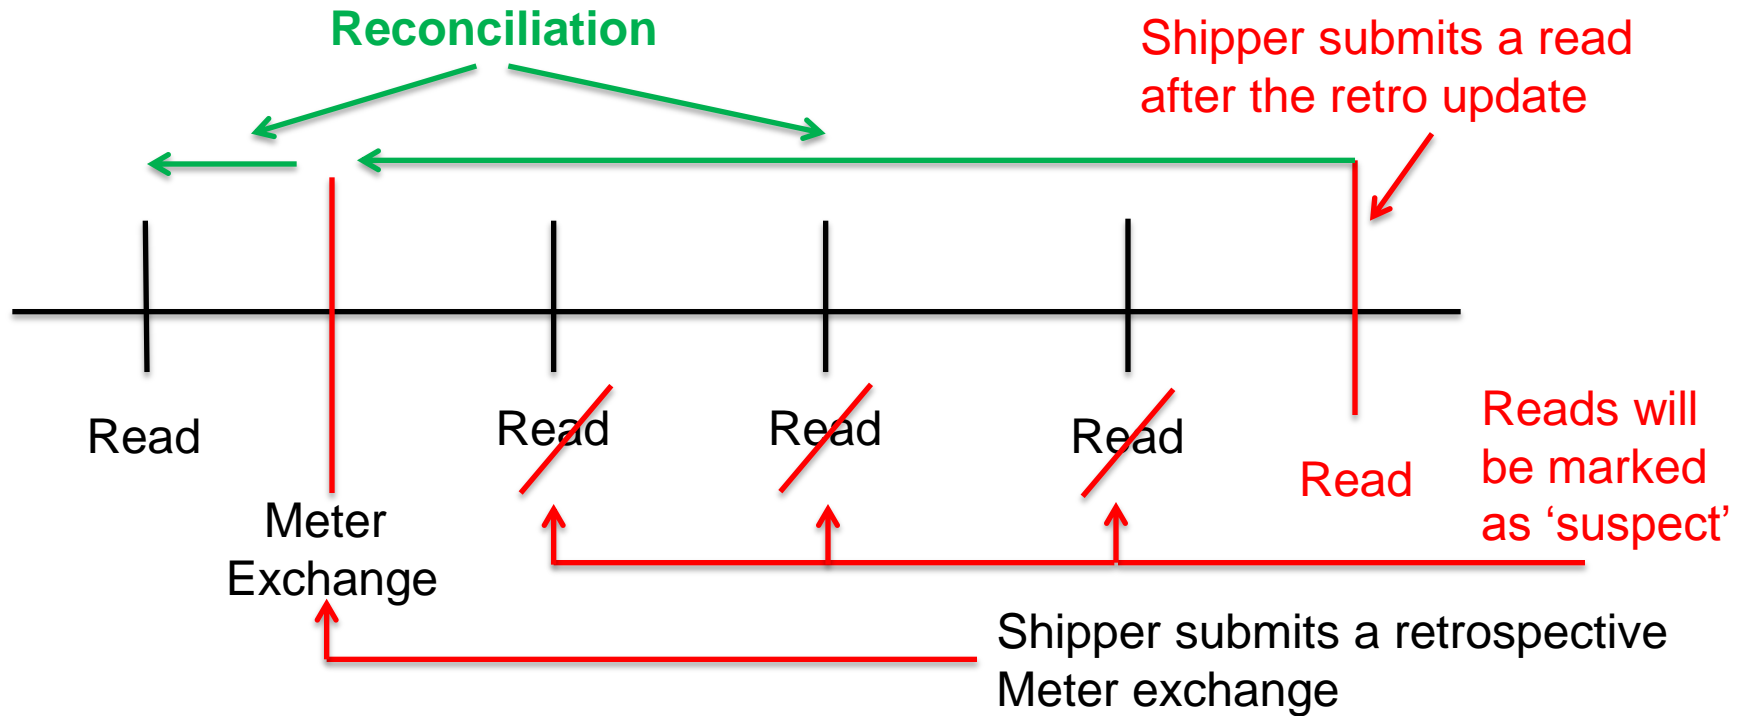 Reconciliation
Shipper submits a read
after the retro update
Read
Read
Read
Read
Read
Reads will
be marked
as ‘suspect’
Meter
Exchange
Shipper submits a retrospective
Meter exchange